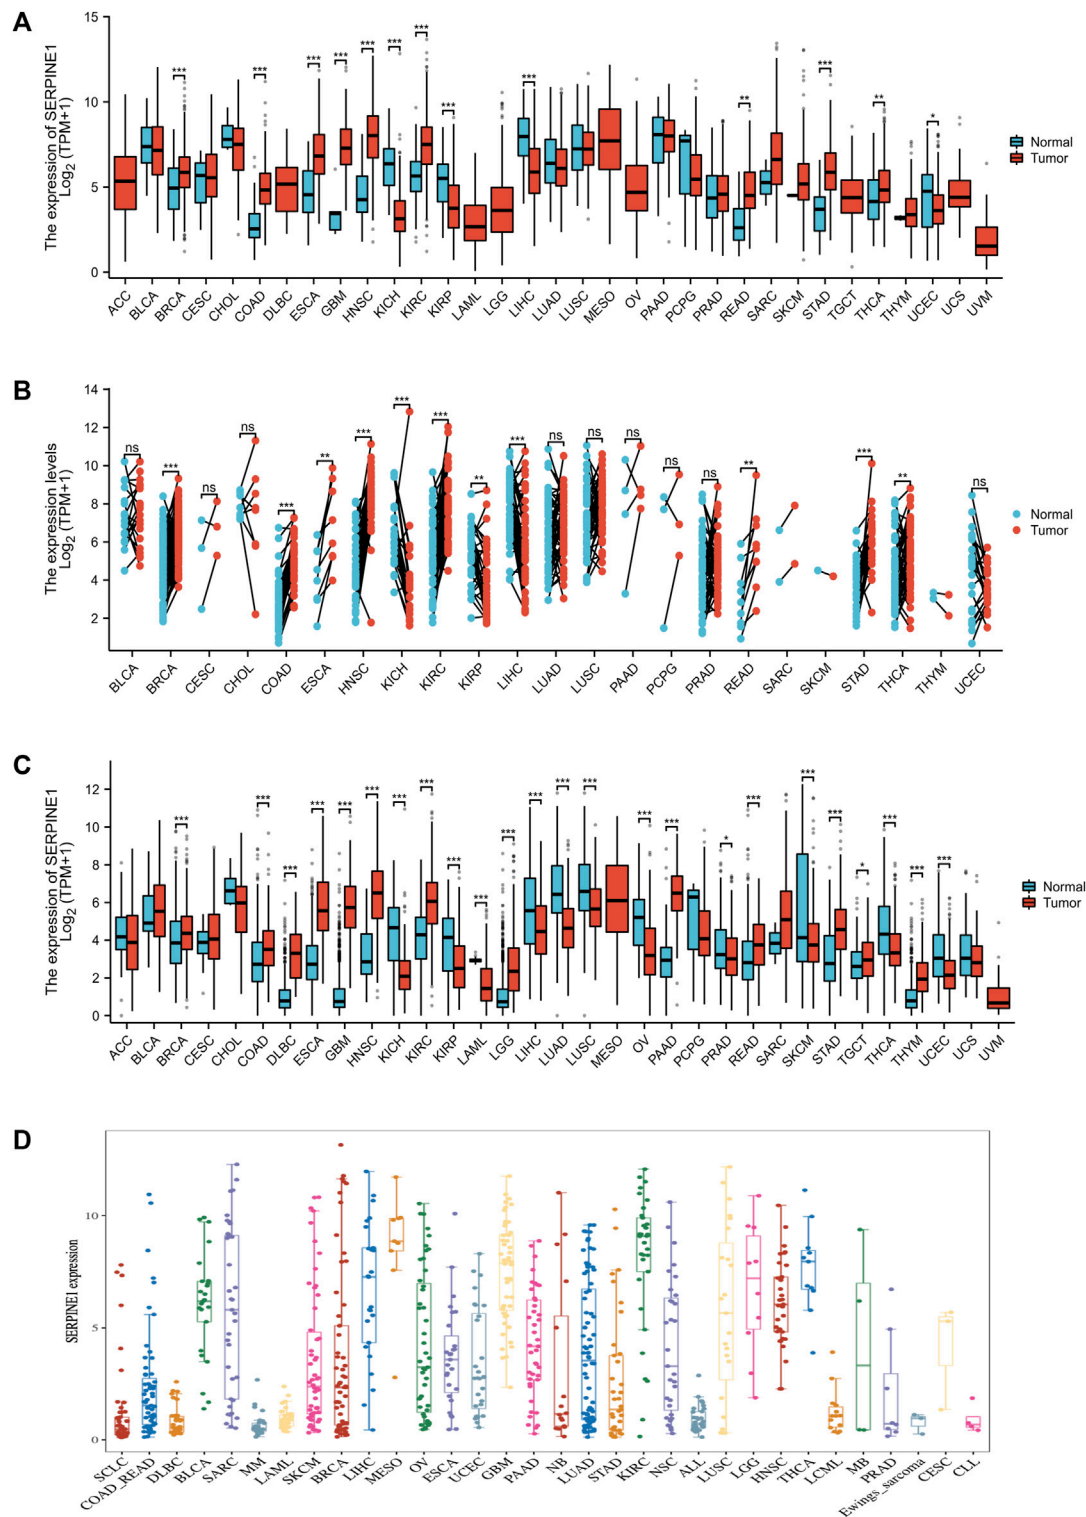 A
The expression of SERPINE1
Log2 (TPM+1)
15
10
5
0
*** *** *** *** *** *** *** *** *** ** *** ** *
Normal
Tumor
ACC BLCA BRCA CESC CHOL COAD DLBC ESCA GBM HNSC KICH KIRC KIRP LAML LGG LIHC LUAD LUSC MESO OV PAAD PCPG PRAD READ SARC SKCM STAD TGCT THCA THYM UCEC UCS UVM
B
The expression levels
Log2 (TPM+1)
14
12
10
8
6
4
2
ns *** ns ns *** ** *** *** *** ** *** ns ns ns ns ns ** *** ** ns
Normal
Tumor
BLCA BRCA CESC CHOL COAD ESCA HNSC KICH KIRC KIRP LIHC LUAD LUSC PAAD PCPG PRAD READ SARC SKCM STAD THCA THYM UCEC
C
The expression of SERPINE1
Log2 (TPM+1)
12
10
8
6
4
2
0
*** *** *** *** *** *** *** *** *** *** *** *** *** *** *** *** * *** *** *** * *** *** ***
Normal
Tumor
ACC BLCA BRCA CESC CHOL COAD DLBC ESCA GBM HNSC KICH KIRC KIRP LAML LGG LIHC LUAD LUSC MESO OV PAAD PCPG PRAD READ SARC SKCM STAD TGCT THCA THYM UCEC UCS UVM
D
SERPINE1 expression
10
5
0
SCLC COAD_READ DLBC BLCA SARC MM LAML SKCM BRCA LIHC MESO OV ESCA UCEC GBM PAAD NB LUAD STAD KIRC NSC ALL LUSC LGG HNSC THCA LCML MB PRAD Ewings_sarcoma CESC CLL